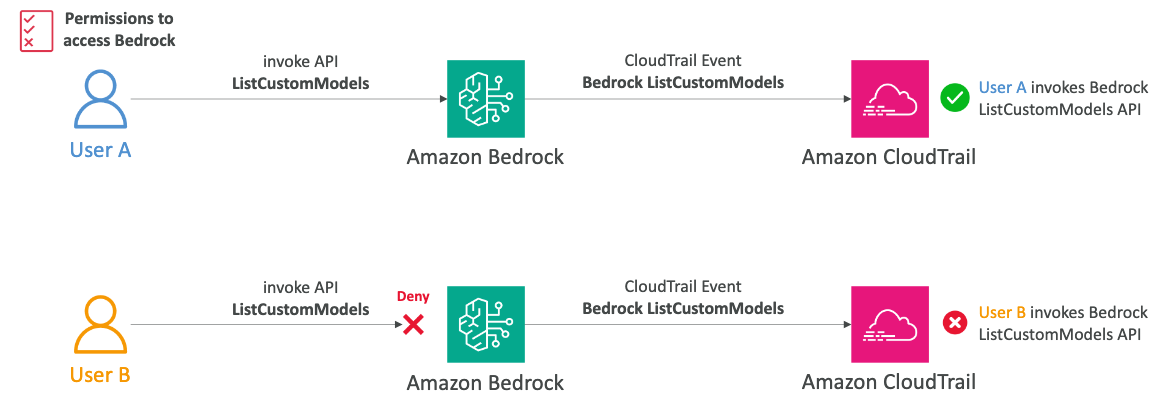 Permissions to
access Bedrock
User A
invoke API
ListCustomModels
Amazon Bedrock
CloudTrail Event
Bedrock ListCustomModels
Amazon CloudTrail
User A invokes Bedrock
ListCustomModels API
User B
invoke API
ListCustomModels
Deny
Amazon Bedrock
CloudTrail Event
Bedrock ListCustomModels
Amazon CloudTrail
User B invokes Bedrock
ListCustomModels API